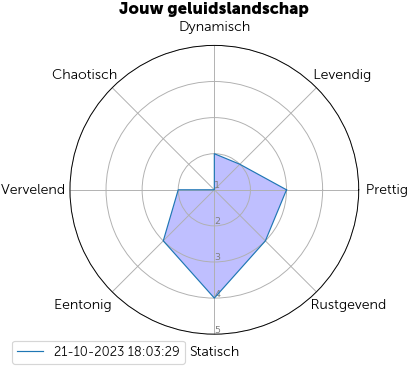 Jouw geluidslandschap
Dynamisch
Chaotisch
Levendig
Vervelend
1
Prettig
2
3
4
Eentonig
Rustgevend
5
21-10-2023 18:03:29
Statisch